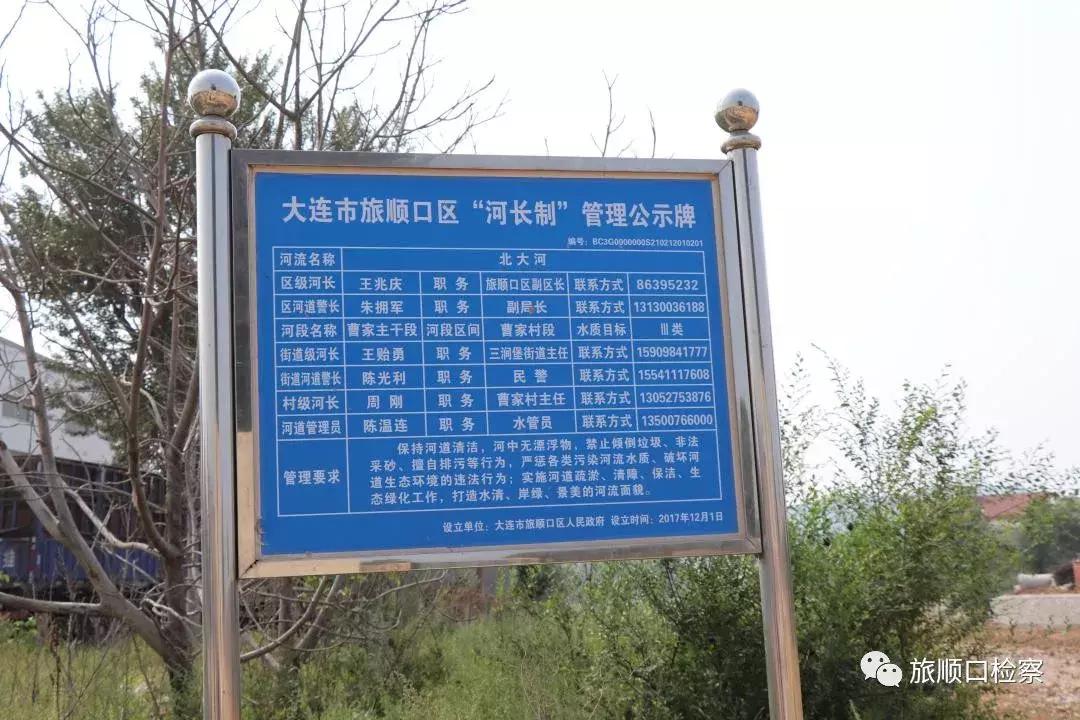 大连市旅顺口区“河长制”管理公示牌
编号：BC3G0000000S210212010201
河流名称 北大河
区级河长 王兆庆 职务 旅顺口区副区长 联系方式 86395232
区河道警长 朱拥军 职务 副局长 联系方式 13130036188
河段名称 曹家主干段 河段区间 曹家村段 水质目标 Ⅲ类
街道级河长 王贻勇 职务 三涧堡街道主任 联系方式 15909841777
街道河道警长 陈光利 职务 民警 联系方式 15541117608
村级河长 周刚 职务 曹家村主任 联系方式 13052753876
河道管理员 陈温连 职务 水管员 联系方式 13500766000
管理要求
保持河道清洁，河中无漂浮物，禁止倾倒垃圾、非法
采砂、擅自排污等行为，严惩各类污染河流水质、破坏河
道生态环境的违法行为；实施河道疏淤、清障、保洁、生
态绿化工作，打造水清、岸绿、景美的河流面貌。
设立单位：大连市旅顺口区人民政府 设立时间：2017年12月1日
旅顺口检察